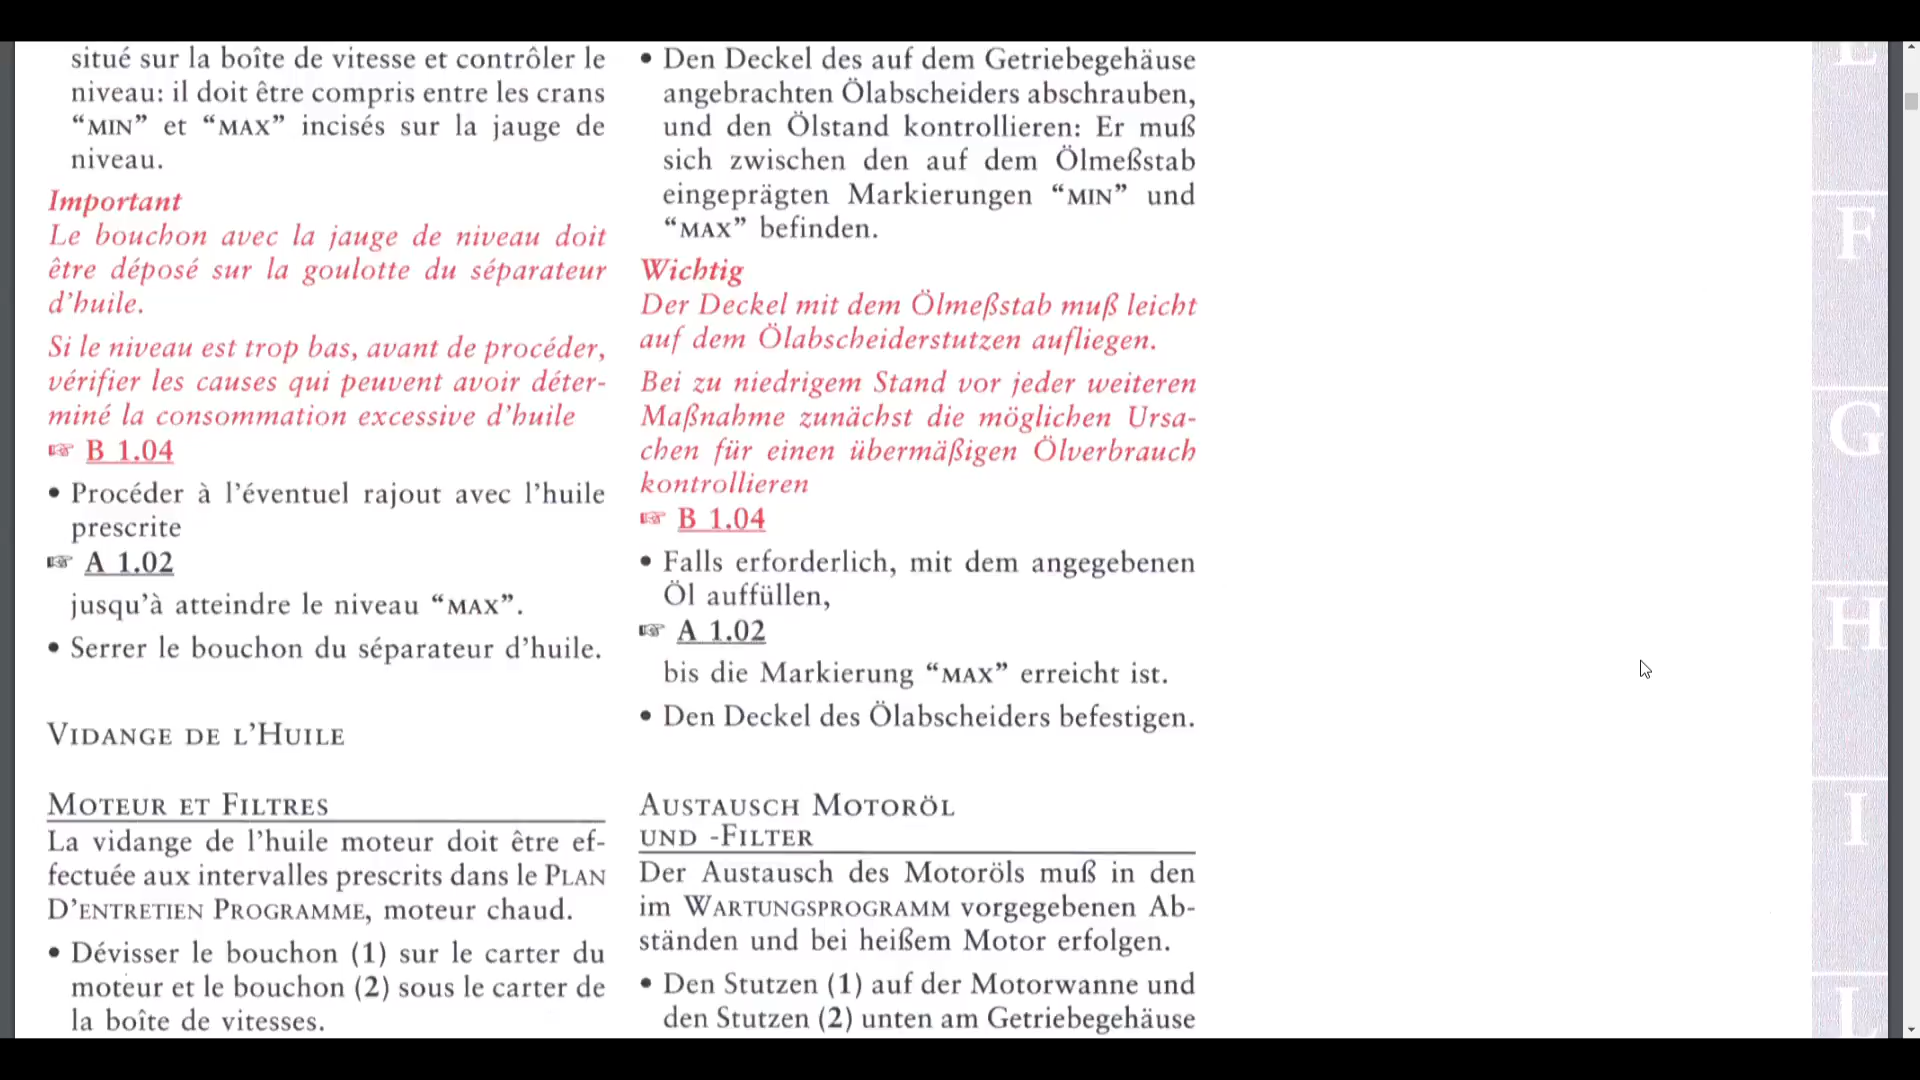 situé sur la boîte de vitesse et contrôler le
niveau: il doit être compris entre les crans
“MIN” et “MAX” incisés sur la jauge de
niveau.
Important
Le bouchon avec la jauge de niveau doit
être déposé sur la goulotte du séparateur
d’huile.
Si le niveau est trop bas, avant de procéder,
vérifier les causes qui peuvent avoir déter-
miné la consommation excessive d’huile
☞ B 1.04
• Procéder à l’éventuel rajout avec l’huile
prescrite
☞ A 1.02
jusqu’à atteindre le niveau “MAX”.
• Serrer le bouchon du séparateur d’huile.
VIDANGE DE L’HUILE
MOTEUR ET FILTRES
La vidange de l’huile moteur doit être ef-
fectuée aux intervalles prescrits dans le PLAN
D’ENTRETIEN PROGRAMME, moteur chaud.
• Dévisser le bouchon (1) sur le carter du
moteur et le bouchon (2) sous le carter de
la boîte de vitesses.
• Den Deckel des auf dem Getriebegehäuse
angebrachten Ölabscheiders abschrauben,
und den Ölstand kontrollieren: Er muß
sich zwischen den auf dem Ölmeßstab
eingeprägten Markierungen “MIN” und
“MAX” befinden.
Wichtig
Der Deckel mit dem Ölmeßstab muß leicht
auf dem Ölabscheiderstutzen aufliegen.
Bei zu niedrigem Stand vor jeder weiteren
Maßnahme zunächst die möglichen Ursa-
chen für einen übermäßigen Ölverbrauch
kontrollieren
☞ B 1.04
• Falls erforderlich, mit dem angegebenen
Öl auffüllen,
☞ A 1.02
bis die Markierung “MAX” erreicht ist.
• Den Deckel des Ölabscheiders befestigen.
AUSTAUSCH MOTORÖL
UND -FILTER
Der Austausch des Motoröls muß in den
im WARTUNGSPROGRAMM vorgegebenen Ab-
ständen und bei heißem Motor erfolgen.
• Den Stutzen (1) auf der Motorwanne und
den Stutzen (2) unten am Getriebegehäuse
E
F
G
H
I
L